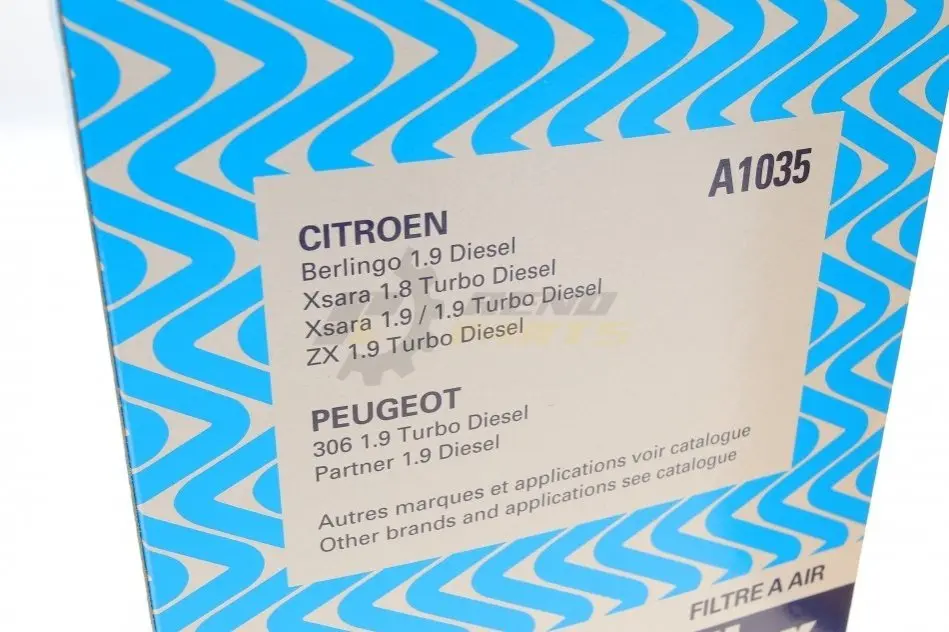 A1035
CITROEN
Berlingo 1.9 Diesel
Xsara 1.8 Turbo Diesel
Xsara 1.9 / 1.9 Turbo Diesel
ZX 1.9 Turbo Diesel
PEUGEOT
306 1.9 Turbo Diesel
Partner 1.9 Diesel
Autres marques et applications voir catalogue
Other brands and applications see catalogue
FILTRE A AIR